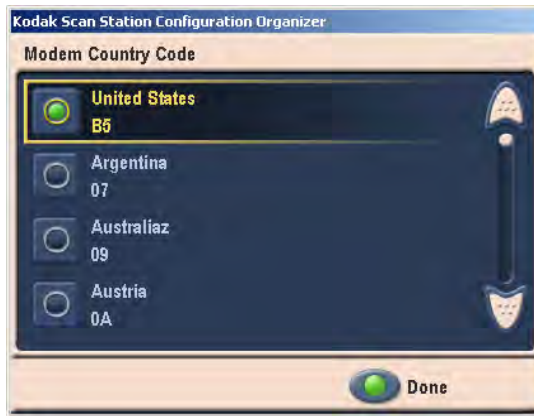 Kodak Scan Station Configuration Organizer
Modem Country Code
United States
B5
Argentina
07
Australiaz
09
Austria
0A
Done